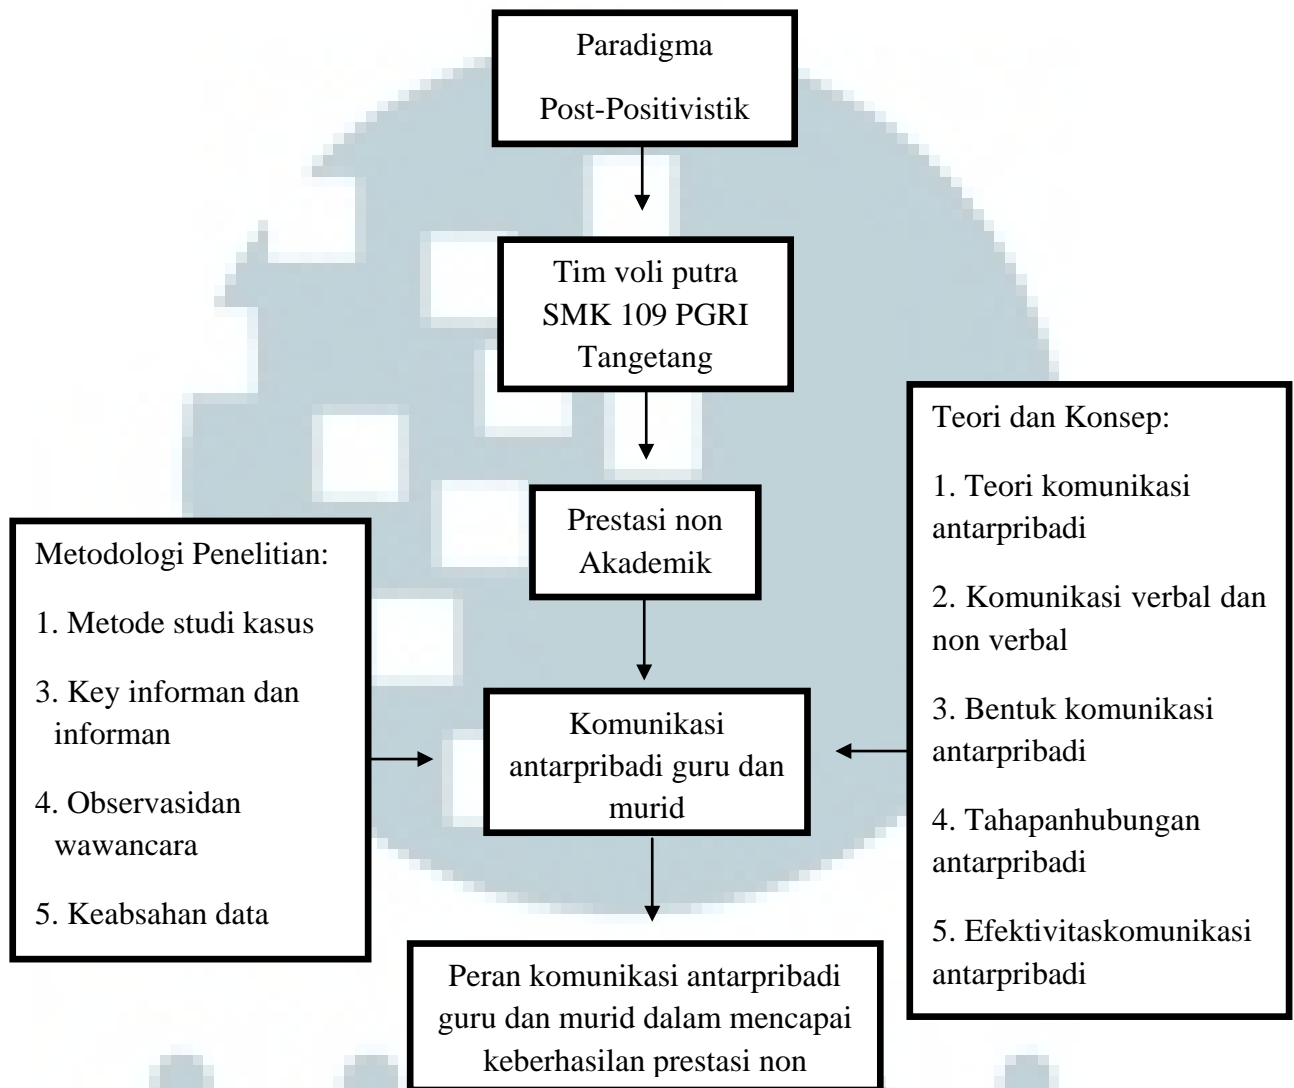 Paradigma
Post-Positivistik
Tim voli putra
SMK 109 PGRI
Tangetang
Prestasi non
Akademik
Metodologi Penelitian:
1. Metode studi kasus
3. Key informan dan
informan
4. Observasidan
wawancara
5. Keabsahan data
Komunikasi
antarpribadi guru dan
murid
Teori dan Konsep:
1. Teori komunikasi
antarpribadi
2. Komunikasi verbal dan
non verbal
3. Bentuk komunikasi
antarpribadi
4. Tahapanhubungan
antarpribadi
5. Efektivitaskomunikasi
antarpribadi
Peran komunikasi antarpribadi
guru dan murid dalam mencapai
keberhasilan prestasi non